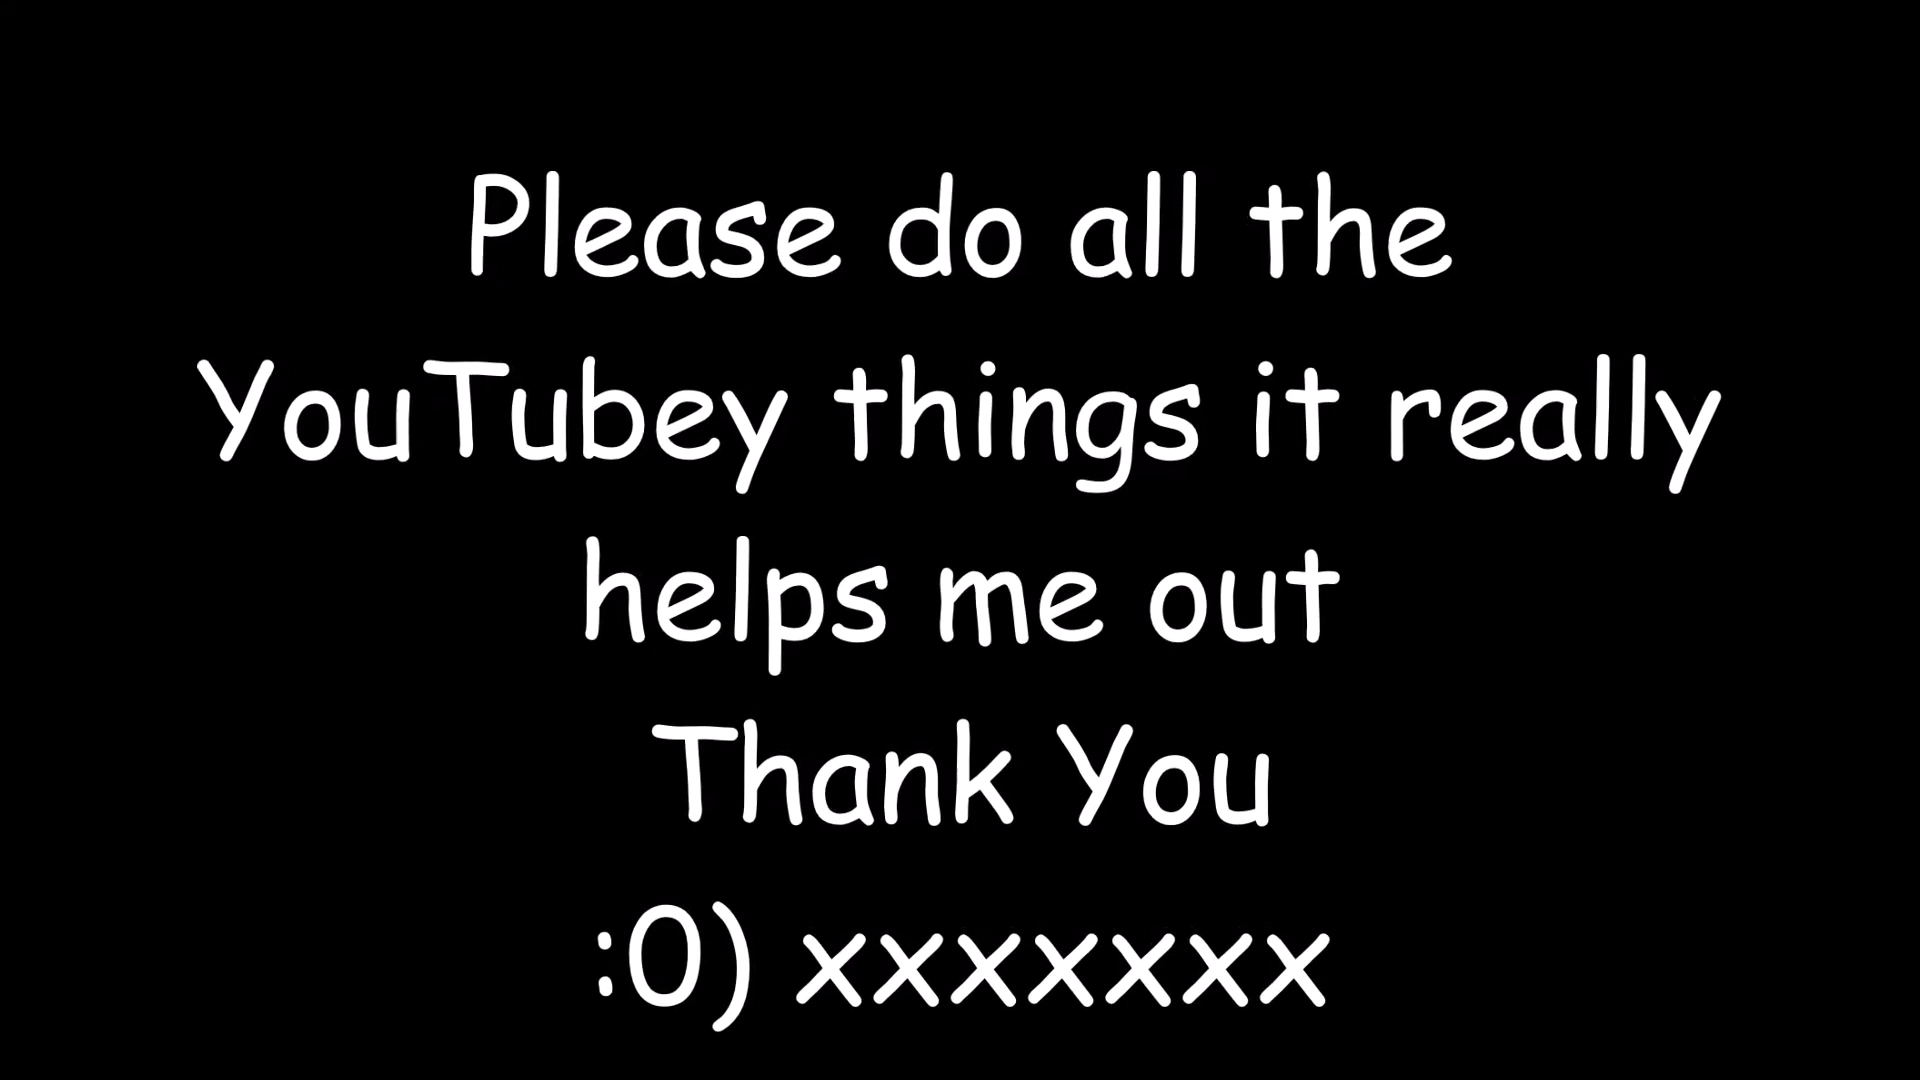 Please do all the
YouTubey things it really
helps me out
Thank You
:0) xxxxxxx